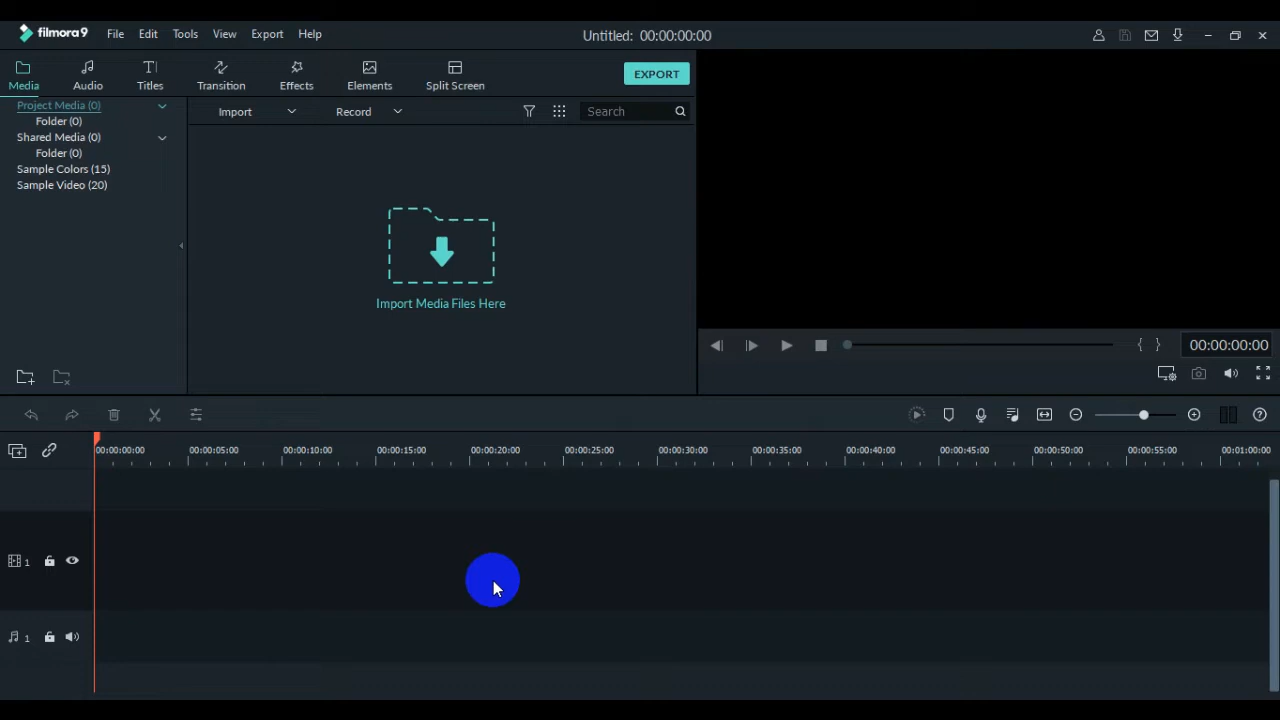 filmora9 File Edit Tools View Export Help Untitled: 00:00:00:00
Media Audio Titles Transition Effects Elements Split Screen EXPORT
Project Media (0)
Folder (0)
Shared Media (0)
Folder (0)
Sample Colors (15)
Sample Video (20)
Import Record Search
Import Media Files Here
{ } 00:00:00:00
00:00:00:00 00:00:05:00 00:00:10:00 00:00:15:00 00:00:20:00 00:00:25:00 00:00:30:00 00:00:35:00 00:00:40:00 00:00:45:00 00:00:50:00 00:00:55:00 00:01:00:00
1
1